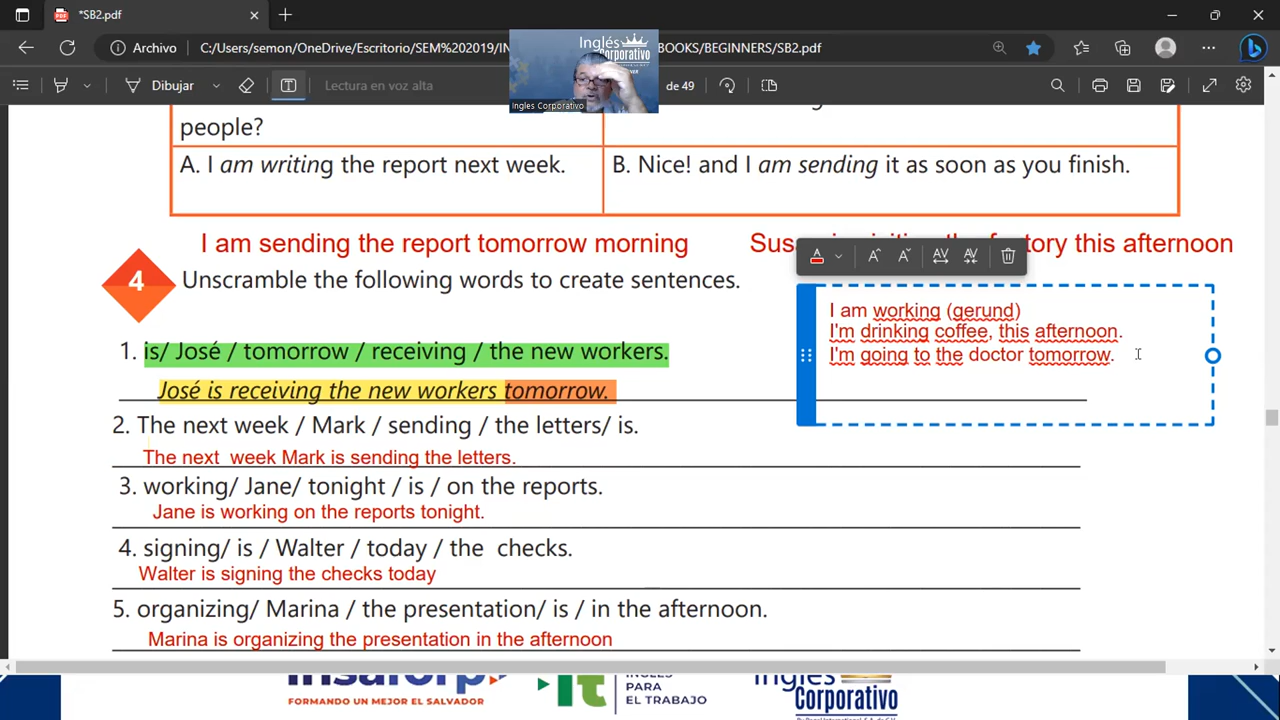 *SB2.pdf
Archivo C:/Users/semon/OneDrive/Escritorio/SEM%202019/IN BOOKS/BEGINNERS/SB2.pdf
Dibujar Lectura en voz alta de 49
Inglés
Corporativo
Ingles Corporativo
people?
A. I am writing the report next week. B. Nice! and I am sending it as soon as you finish.
I am sending the report tomorrow morning factory this afternoon
4 Unscramble the following words to create sentences.
I am working (gerund)
I'm drinking coffee, this afternoon.
I'm going to the doctor tomorrow.
1. is/ José / tomorrow / receiving / the new workers.
José is receiving the new workers tomorrow.
2. The next week / Mark / sending / the letters/ is.
The next week Mark is sending the letters.
3. working/ Jane/ tonight / is / on the reports.
Jane is working on the reports tonight.
4. signing/ is / Walter / today / the checks.
Walter is signing the checks today
5. organizing/ Marina / the presentation/ is / in the afternoon.
Marina is organizing the presentation in the afternoon
insaforp
FORMANDO UN MEJOR EL SALVADOR
INGLÉS
PARA
EL TRABAJO
Inglés
Corporativo